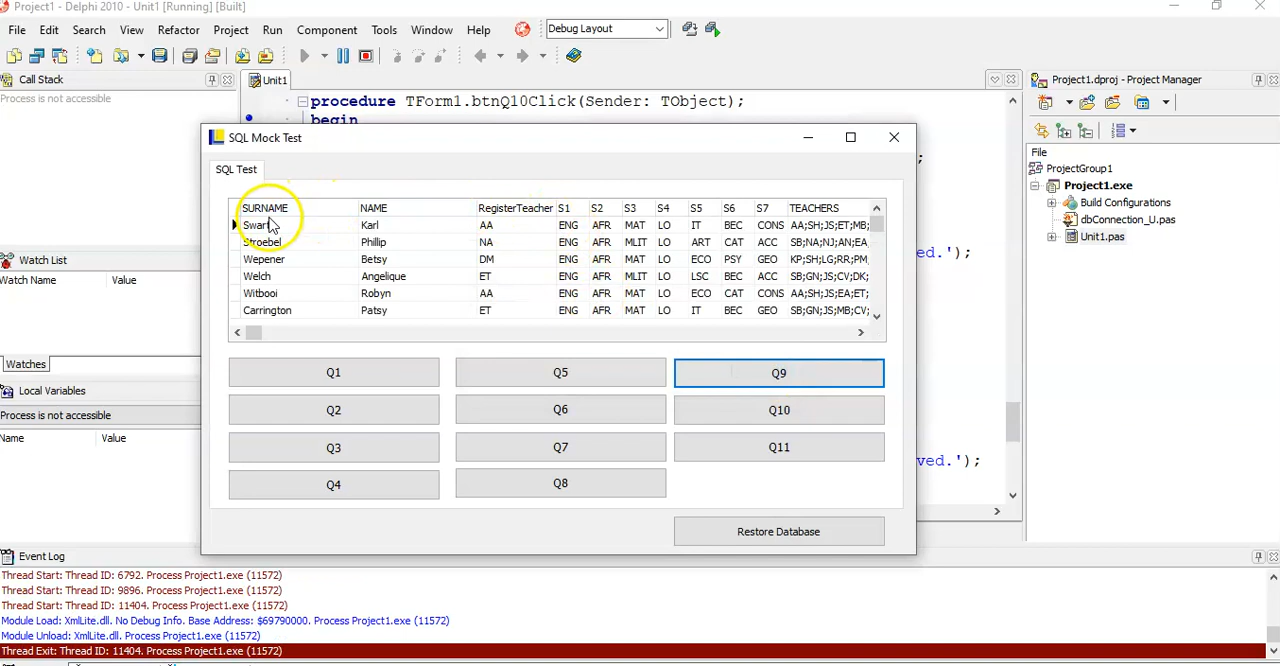 Project1 - Delphi 2010 - Unit1 [Running] [Built]
File Edit Search View Refactor Project Run Component Tools Window Help Debug Layout
Call Stack
Process is not accessible
Unit1
procedure TForm1.btnQ10Click(Sender: TObject);
begin
SQL Mock Test
SQL Test
SURNAME NAME RegisterTeacher S1 S2 S3 S4 S5 S6 S7 TEACHERS
Karl AA ENG AFR MAT LO IT BEC CONS AA;SH;JS;ET;MB;
Stroebel Phillip NA ENG AFR MLIT LO ART CAT ACC SB;NA;NJ;AN;EA,
Wepener Betsy DM ENG AFR MAT LO ECO PSY GEO KP;SH;LG;RR;PM,
Welch Angelique ET ENG AFR MLIT LO LSC BEC ACC SB;GN;JS;CV;DK;
Witbooi Robyn AA ENG AFR MAT LO ECO CAT CONS AA;SH;JS;EA;ET;
Carrington Patsy ET ENG AFR MAT LO IT BEC GEO SB;GN;JS;MB;CV;
Q1 Q5 Q9
Q2 Q6 Q10
Q3 Q7 Q11
Q4 Q8
Restore Database
ed.');
ved.');
Watch List
Watch Name Value
Watches
Local Variables
Process is not accessible
Name Value
Project1.dproj - Project Manager
File
ProjectGroup1
Project1.exe
Build Configurations
dbConnection_U.pas
Unit1.pas
Event Log
Thread Start: Thread ID: 6792. Process Project1.exe (11572)
Thread Start: Thread ID: 9896. Process Project1.exe (11572)
Thread Start: Thread ID: 11404. Process Project1.exe (11572)
Module Load: XmlLite.dll. No Debug Info. Base Address: $69790000. Process Project1.exe (11572)
Module Unload: XmlLite.dll. Process Project1.exe (11572)
Thread Exit: Thread ID: 11404. Process Project1.exe (11572)